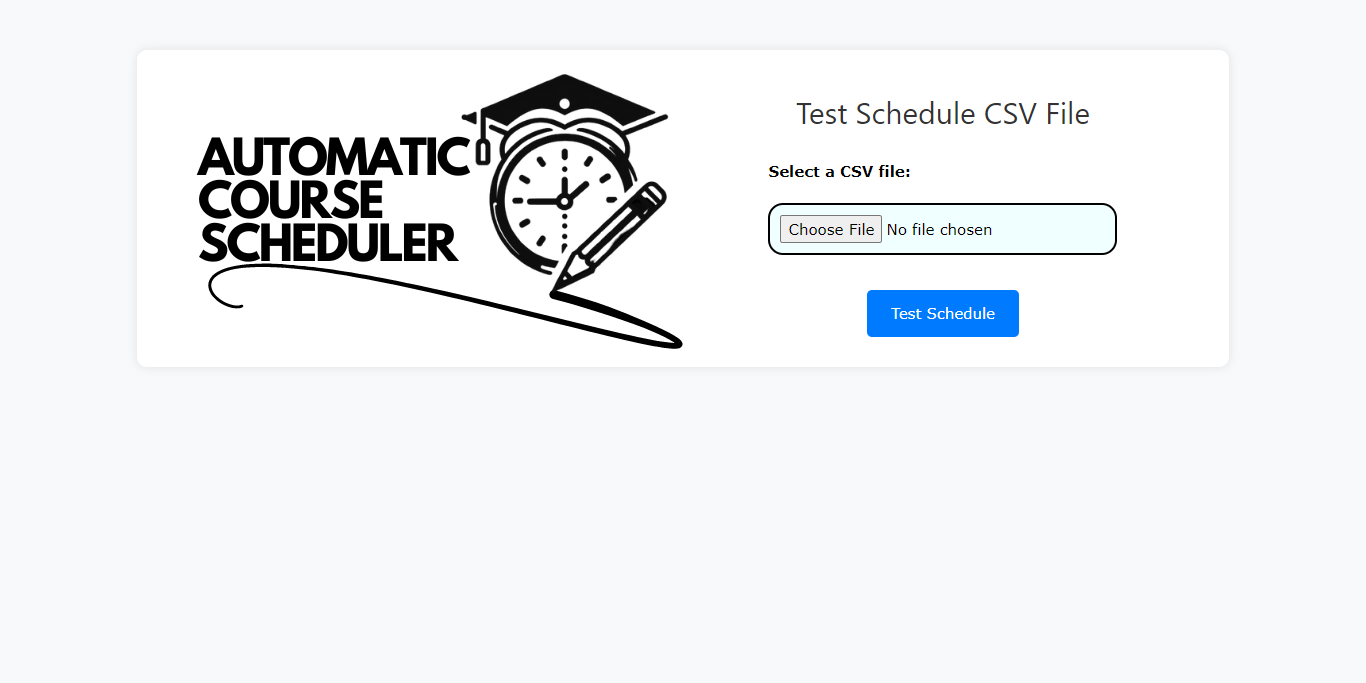 AUTOMATIC
COURSE
SCHEDULER
Test Schedule CSV File
Select a CSV file:
Choose File No file chosen
Test Schedule